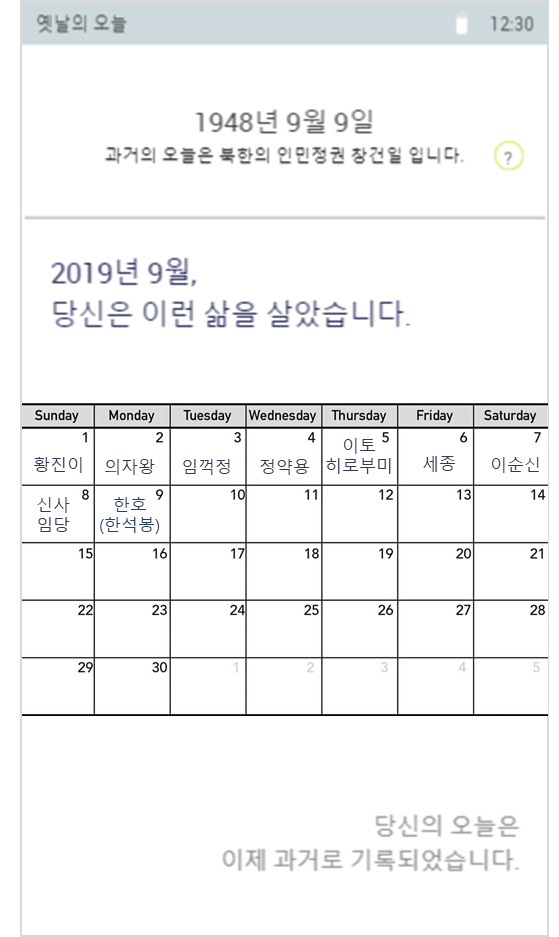 옛날의 오늘 12:30
1948년 9월 9일
과거의 오늘은 북한의 인민정권 창건일 입니다.
?
2019년 9월,
당신은 이런 삶을 살았습니다.
Sunday Monday Tuesday Wednesday Thursday Friday Saturday
1 2 3 4 5 6 7
황진이 의자왕 임꺽정 정약용 이토 히로부미 세종 이순신
8 9 10 11 12 13 14
신사 한호
임당 (한석봉)
15 16 17 18 19 20 21
22 23 24 25 26 27 28
29 30 1 2 3 4 5
당신의 오늘은
이제 과거로 기록되었습니다.